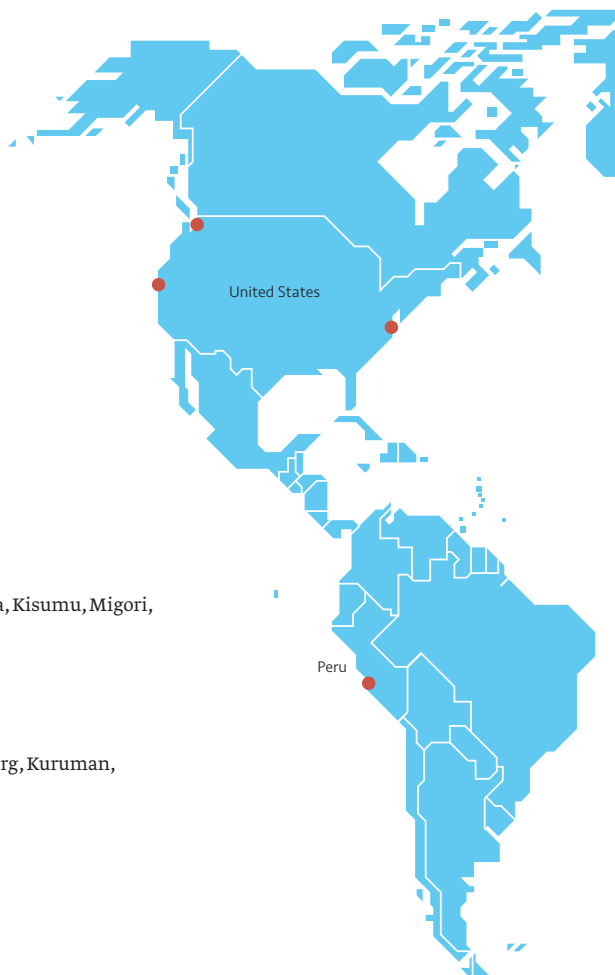 United States
a, Kisumu, Migori,
Peru
rg, Kuruman,